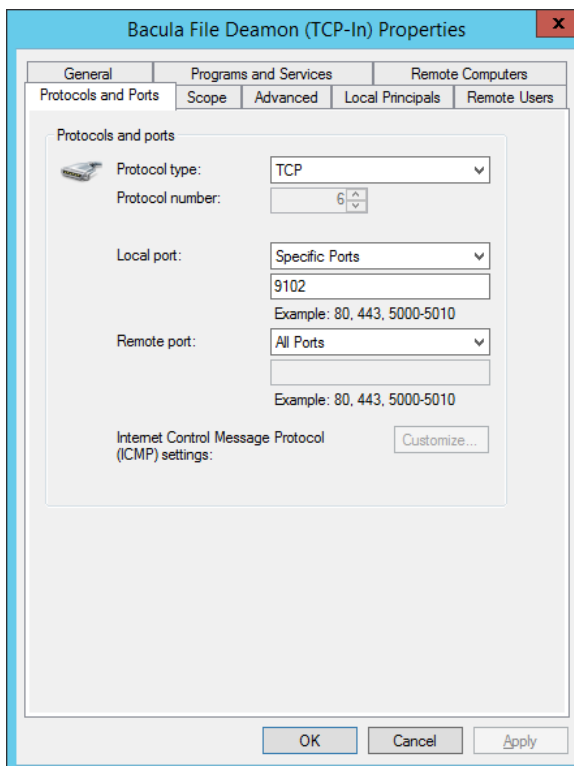 Bacula File Deamon (TCP-In) Properties
x
General Programs and Services Remote Computers
Protocols and Ports Scope Advanced Local Principals Remote Users
Protocols and ports
Protocol type: TCP
Protocol number: 6
Local port: Specific Ports
9102
Example: 80, 443, 5000-5010
Remote port: All Ports
Example: 80, 443, 5000-5010
Internet Control Message Protocol
(ICMP) settings:
Customize...
OK Cancel Apply